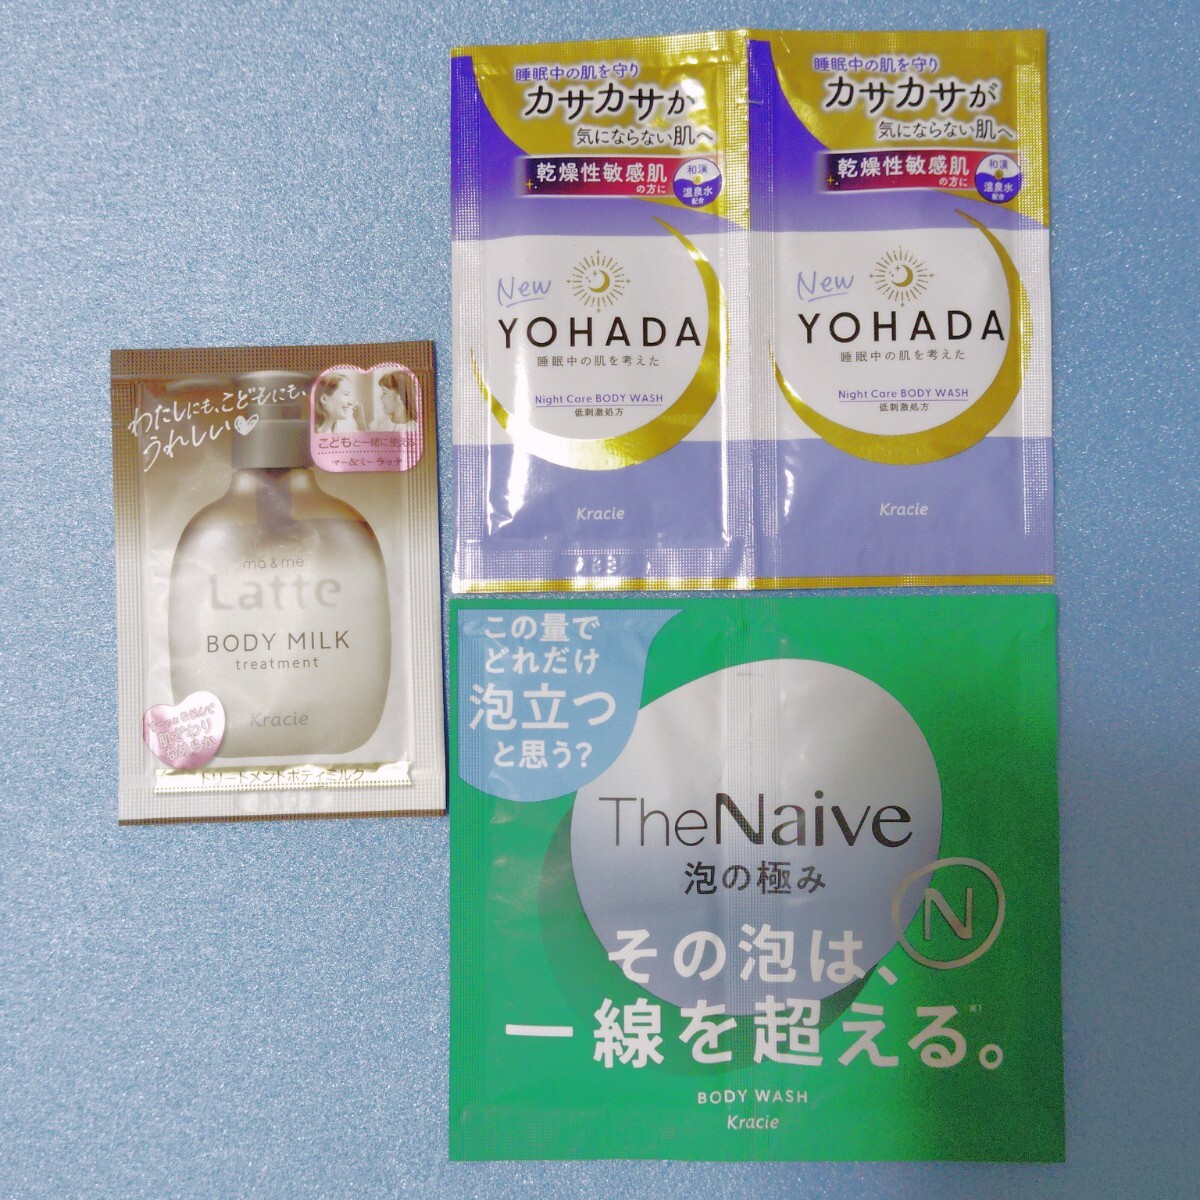 わたしにも、こどもにも、
うれしい
こどもと一緒に使える
マー&ミー ラッテ
ma & me
Latte
BODY MILK
treatment
Kracie
肌ざわり
なめらか
トリートメントボディミルク
睡眠中の肌を守り
カサカサが
気にならない肌へ
乾燥性敏感肌
の方に
和漢
&
温泉水
配合
New
YOHADA
睡眠中の肌を考えた
Night Care BODY WASH
低刺激処方
Kracie
睡眠中の肌を守り
カサカサが
気にならない肌へ
乾燥性敏感肌
の方に
和漢
&
温泉水
配合
New
YOHADA
睡眠中の肌を考えた
Night Care BODY WASH
低刺激処方
Kracie
この量で
どれだけ
泡立つ
と思う?
TheNaive
泡の極み
N
その泡は、
一線を超える。
※1
BODY WASH
Kracie